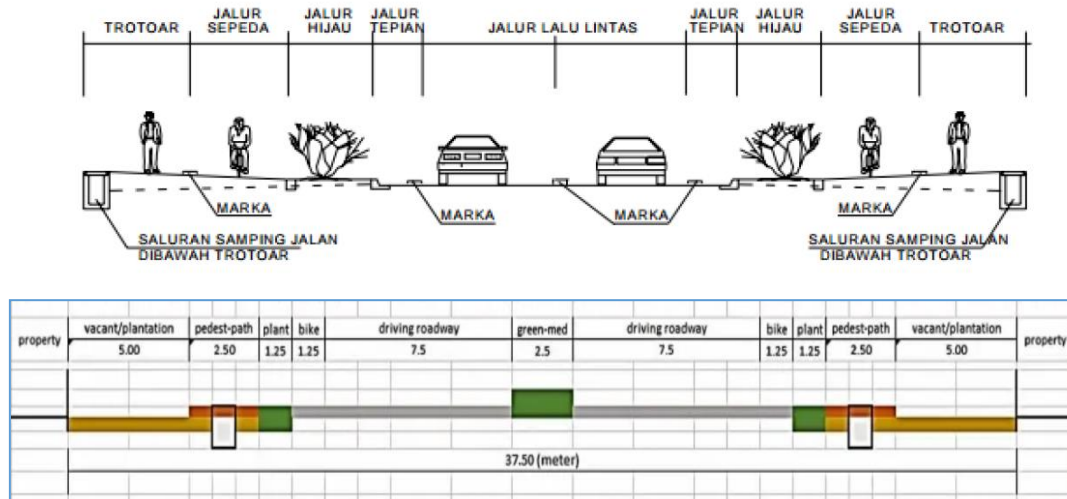 TROTOAR JALUR SEPEDA JALUR HIJAU JALUR TEPIAN JALUR LALU LINTAS JALUR TEPIAN JALUR HIJAU JALUR SEPEDA TROTOAR
MARKA MARKA MARKA MARKA
SALURAN SAMPING JALAN DIBAWAH TROTOAR
SALURAN SAMPING JALAN DIBAWAH TROTOAR
property vacant/plantation pedest-path plant bike driving roadway green-med driving roadway bike plant pedest-path vacant/plantation property
5.00 2.50 1.25 1.25 7.5 2.5 7.5 1.25 1.25 2.50 5.00
37.50 (meter)